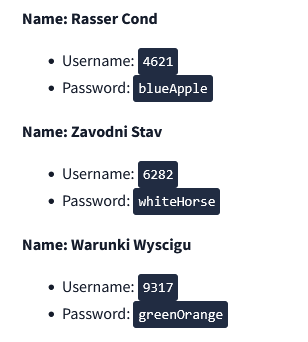 Name: Rasser Cond
• Username: 4621
• Password: blueApple
Name: Zavodni Stav
• Username: 6282
• Password: whiteHorse
Name: Warunki Wyscigu
• Username: 9317
• Password: greenOrange